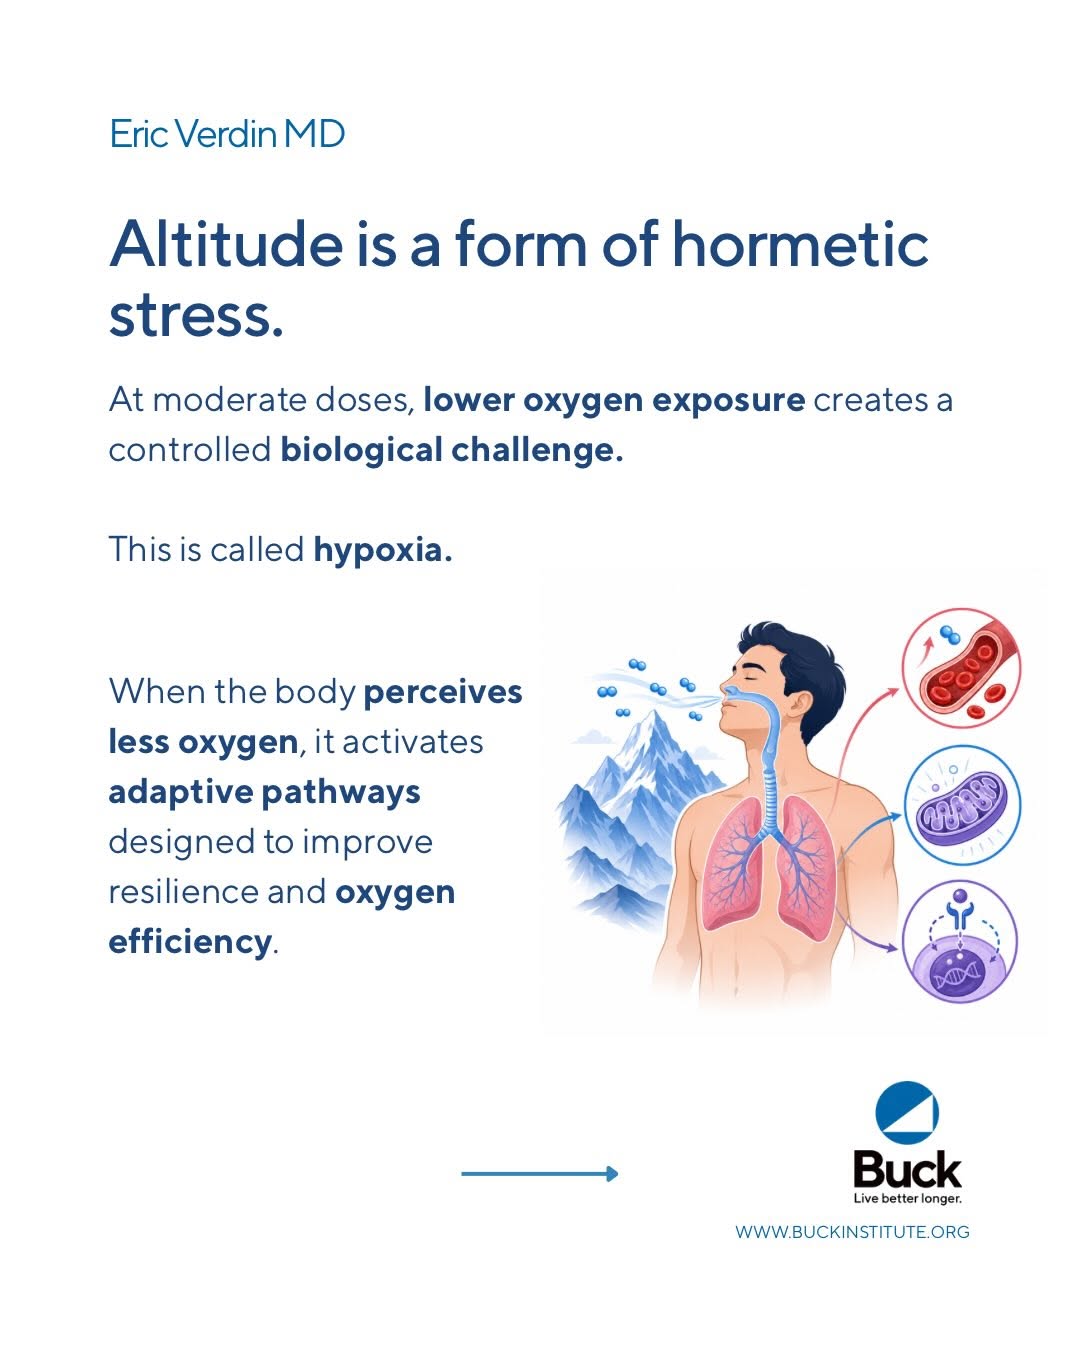 Eric Verdin MD
Altitude is a form of hormetic
stress.
At moderate doses, lower oxygen exposure creates a
controlled biological challenge.
This is called hypoxia.
When the body perceives
less oxygen, it activates
adaptive pathways
designed to improve
resilience and oxygen
efficiency.
Buck
Live better longer.
WWW.BUCKINSTITUTE.ORG